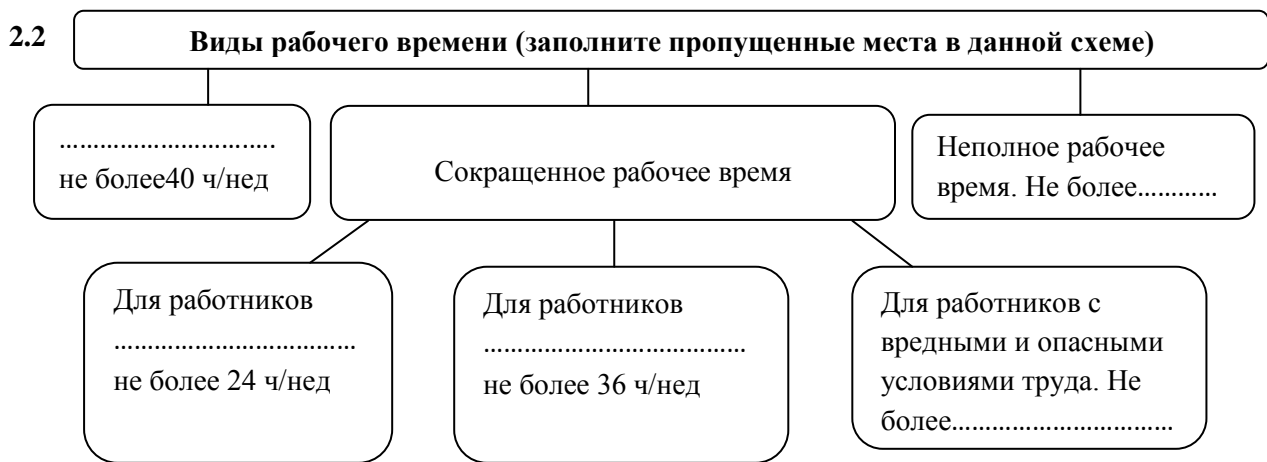 2.2
Виды рабочего времени (заполните пропущенные места в данной схеме)
................................
не более40 ч/нед
Сокращенное рабочее время
Неполное рабочее
время. Не более............
Для работников
....................................
не более 24 ч/нед
Для работников
.......................................
не более 36 ч/нед
Для работников с
вредными и опасными
условиями труда. Не
более.................................